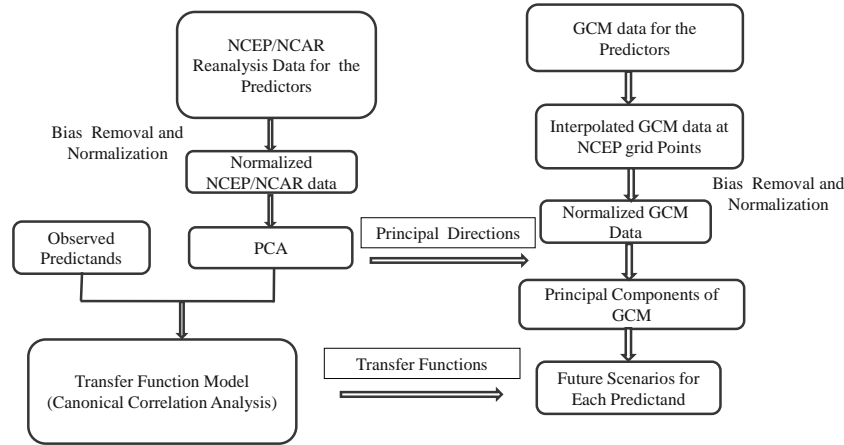 NCEP/NCAR
Reanalysis Data for the
Predictors
Bias Removal and
Normalization
Normalized
NCEP/NCAR data
Observed
Predictands
PCA
Transfer Function Model
(Canonical Correlation Analysis)
Principal Directions
Transfer Functions
GCM data for the
Predictors
Interpolated GCM data at
NCEP grid Points
Bias Removal and
Normalization
Normalized GCM
Data
Principal Components of
GCM
Future Scenarios for
Each Predictand